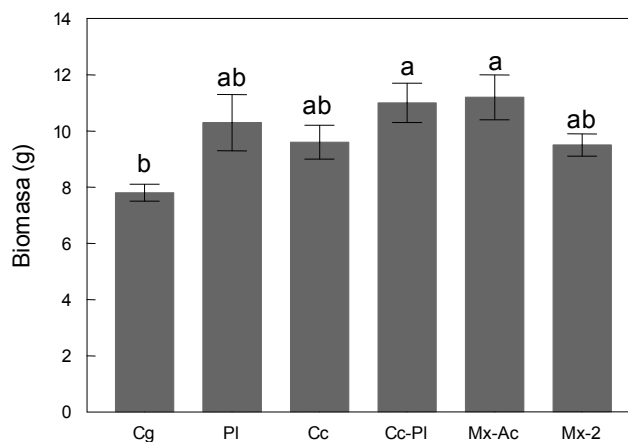 14
12
10
8
6
4
2
0
Biomasa (g)
b
ab
ab
a
a
ab
Cg
Pl
Cc
Cc-Pl
Mx-Ac
Mx-2